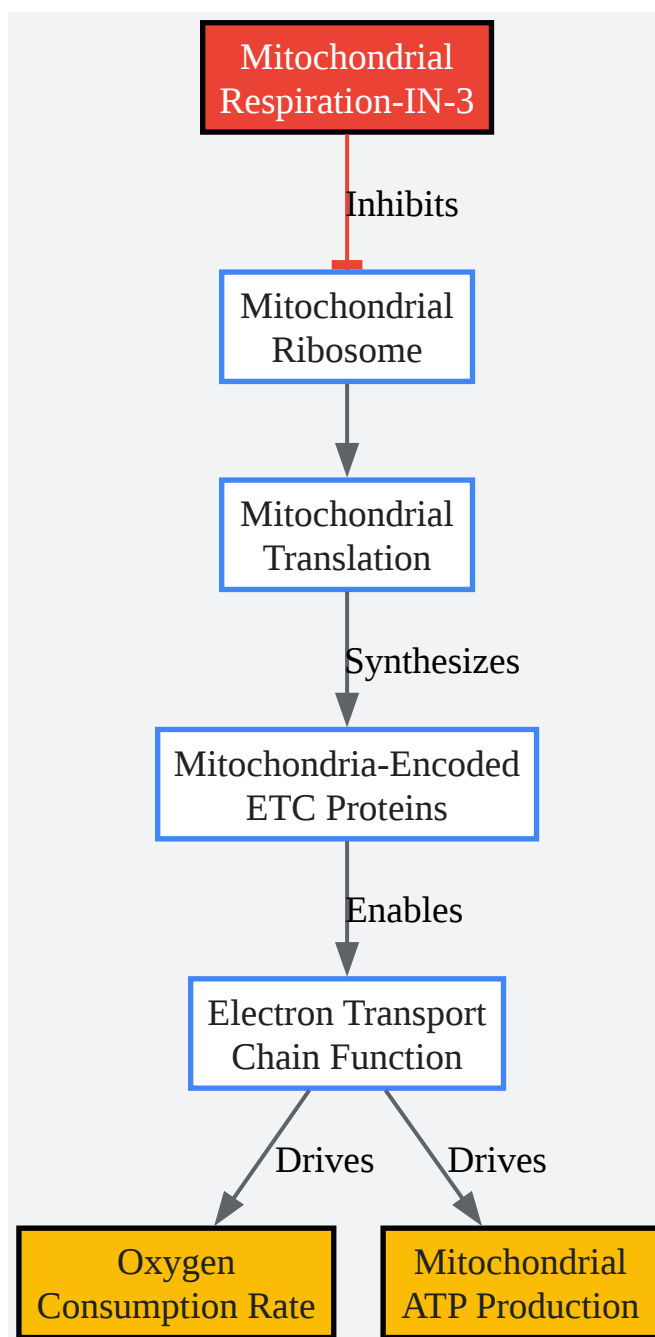 Mitochondrial
Respiration-IN-3
Inhibits
Mitochondrial
Ribosome
Mitochondrial
Translation
Synthesizes
Mitochondria-Encoded
ETC Proteins
Enables
Electron Transport
Chain Function
Drives
Drives
Oxygen
Consumption Rate
Mitochondrial
ATP Production